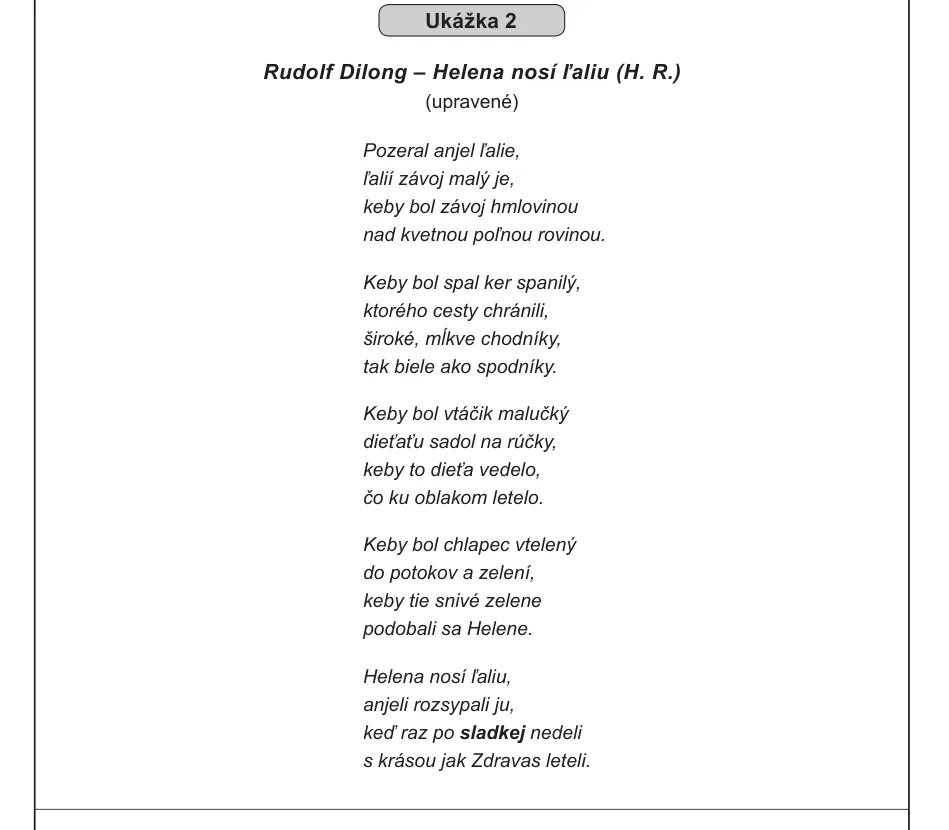 Ukážka 2
Rudolf Dilong – Helena nosí ľaliu (H. R.)
(upravené)
Pozeral anjel ľalie,
ľalií závoj malý je,
keby bol závoj hmlovinou
nad kvetnou poľnou rovinou.
Keby bol spal ker spanilý,
ktorého cesty chránili,
široké, mĺkve chodníky,
tak biele ako spodníky.
Keby bol vtáčik malučký
dieťaťu sadol na rúčky,
keby to dieťa vedelo,
čo ku oblakom letelo.
Keby bol chlapec vtelený
do potokov a zelení,
keby tie snivé zelene
podobali sa Helene.
Helena nosí ľaliu,
anjeli rozsypali ju,
keď raz po sladkej nedeli
s krásou jak Zdravas leteli.